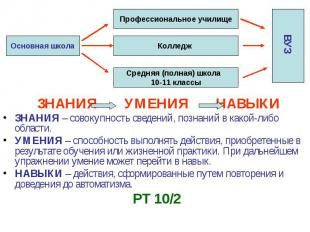 Профессиональное училище
Основная школа
Колледж
ВУЗ
Средняя (полная) школа
10-11 классы
ЗНАНИЯ УМЕНИЯ НАВЫКИ
• ЗНАНИЯ – совокупность сведений, познаний в какой-либо
области.
• УМЕНИЯ – способность выполнять действия, приобретенные в
результате обучения или жизненной практики. При дальнейшем
упражнении умение может перейти в навык.
• НАВЫКИ – действия, сформированные путем повторения и
доведения до автоматизма.
РТ 10/2